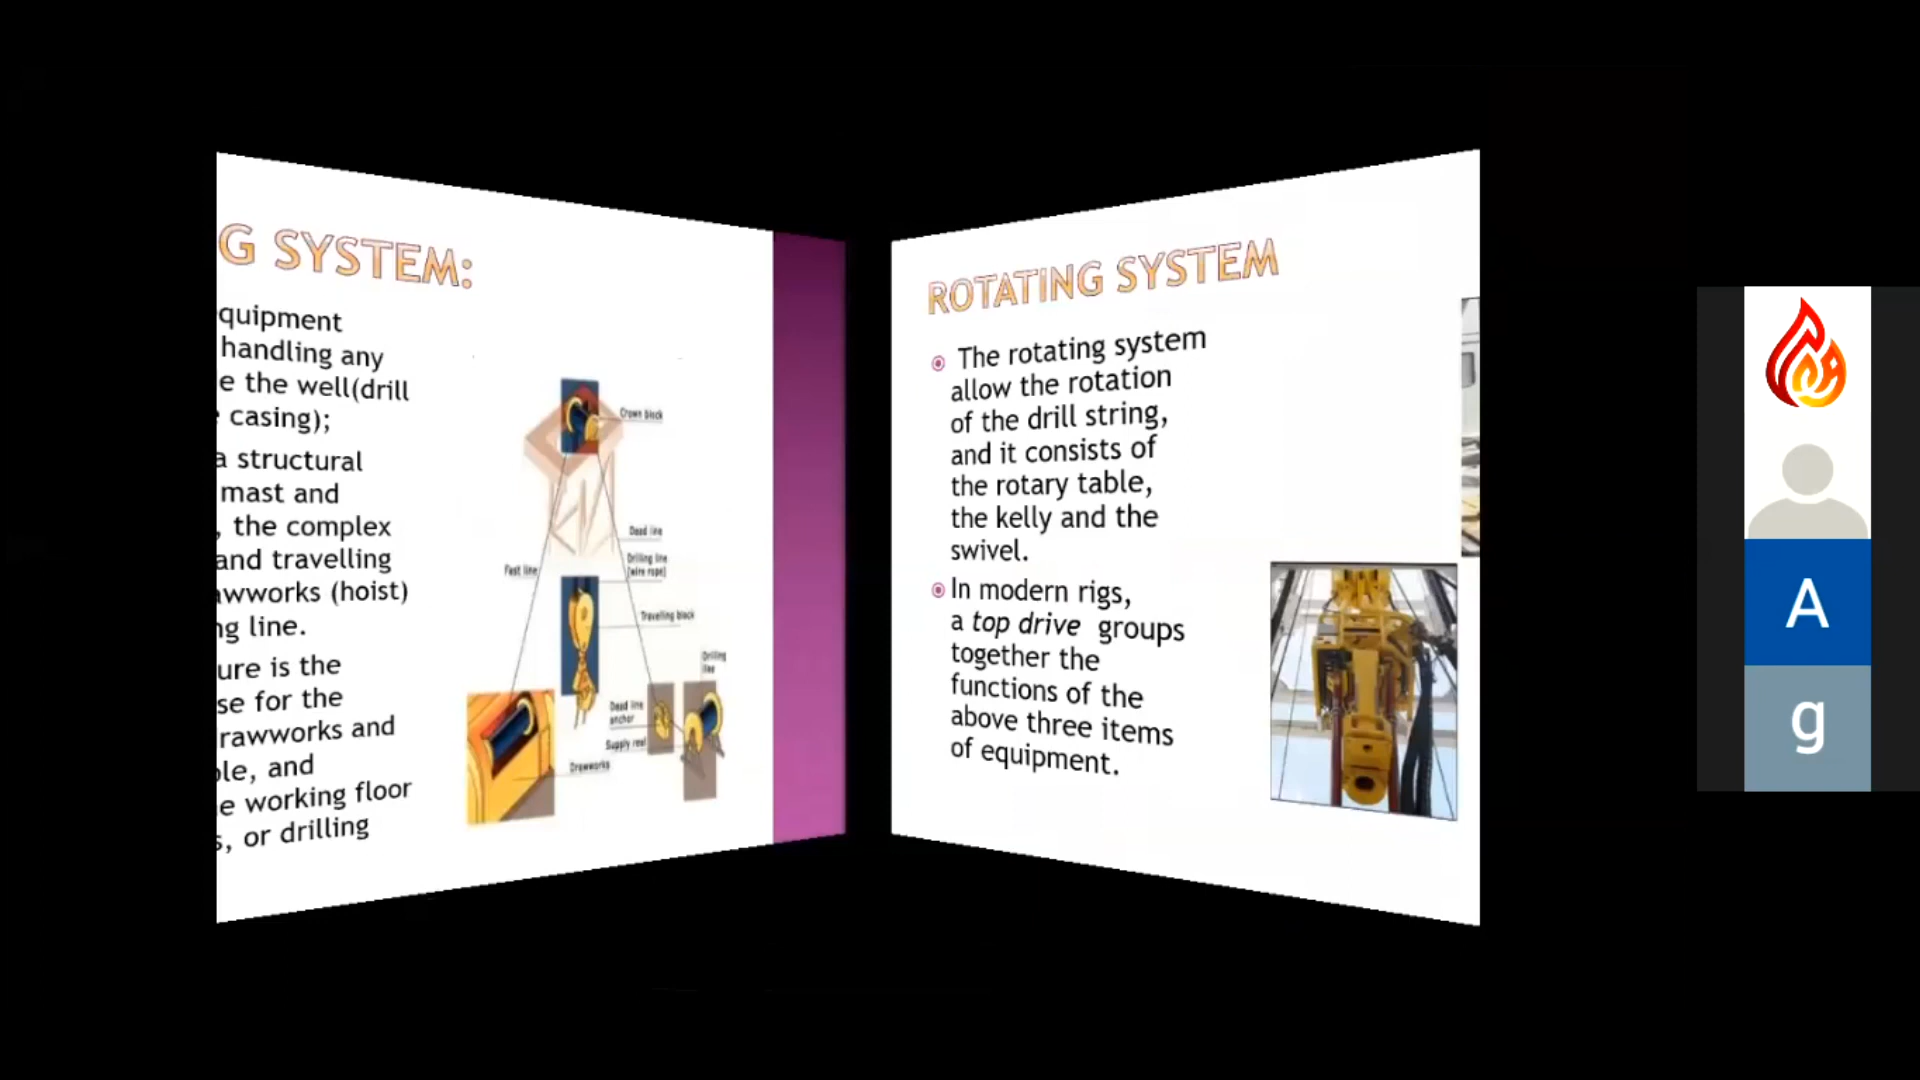 G SYSTEM:
quipment
handling any
e the well(drill
casing);
a structural
mast and
, the complex
and travelling
awworks (hoist)
ng line.
ure is the
se for the
rawworks and
ble, and
e working floor
s, or drilling
Crown block
Dead line
Drilling line
(wire rope)
Fast line
Travelling block
Drilling
line
Dead line
anchor
Supply reel
Drawworks
ROTATING SYSTEM
The rotating system
allow the rotation
of the drill string,
and it consists of
the rotary table,
the kelly and the
swivel.
In modern rigs,
a top drive groups
together the
functions of the
above three items
of equipment.
A
g